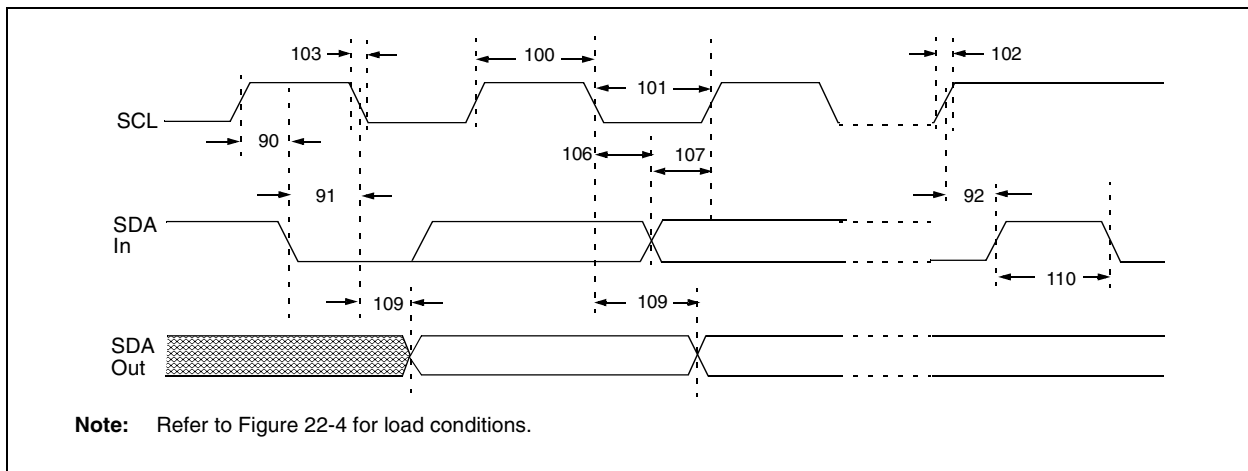 103
100
102
101
SCL
90
106
107
91
92
SDA
In
109
109
110
SDA
Out
Note: Refer to Figure 22-4 for load conditions.